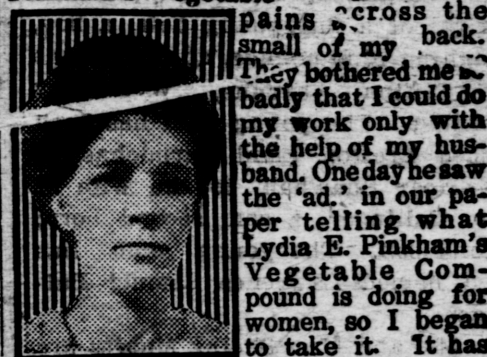 pains across the
small of my back.
They bothered me so
badly that I could do
my work only with
the help of my hus-
band. One day he saw
the 'ad.' in our pa-
per telling what
Lydia E. Pinkham's
Vegetable Com-
pound is doing for
women, so I began
to take it. It has